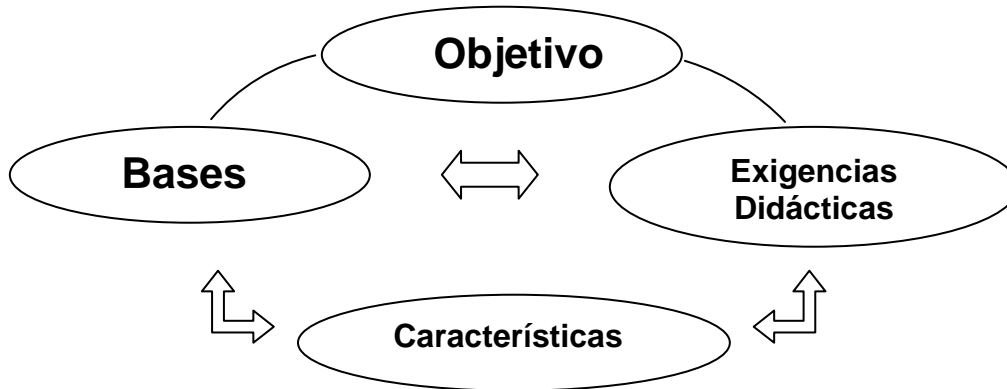 Objetivo
Bases
Exigencias
Didácticas
Características